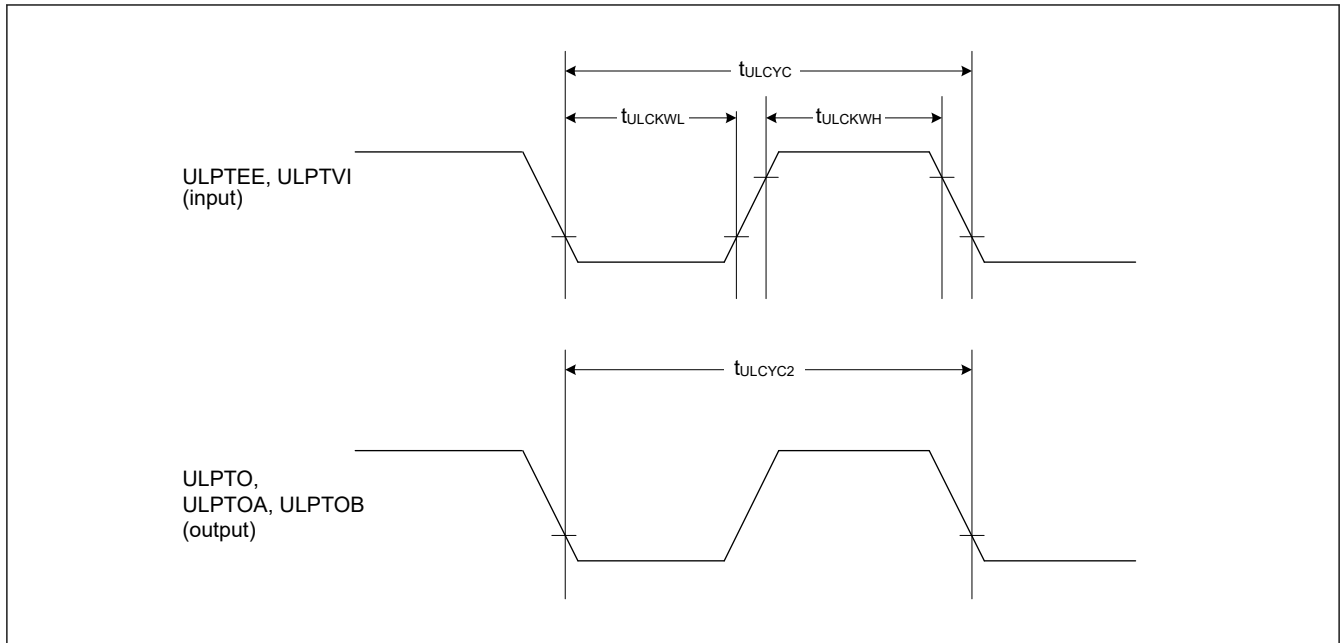 tULCYC
tULCKWL
tULCKWH
ULPTEE, ULPTVI
(input)
tULCYC2
ULPTO,
ULPTOA, ULPTOB
(output)